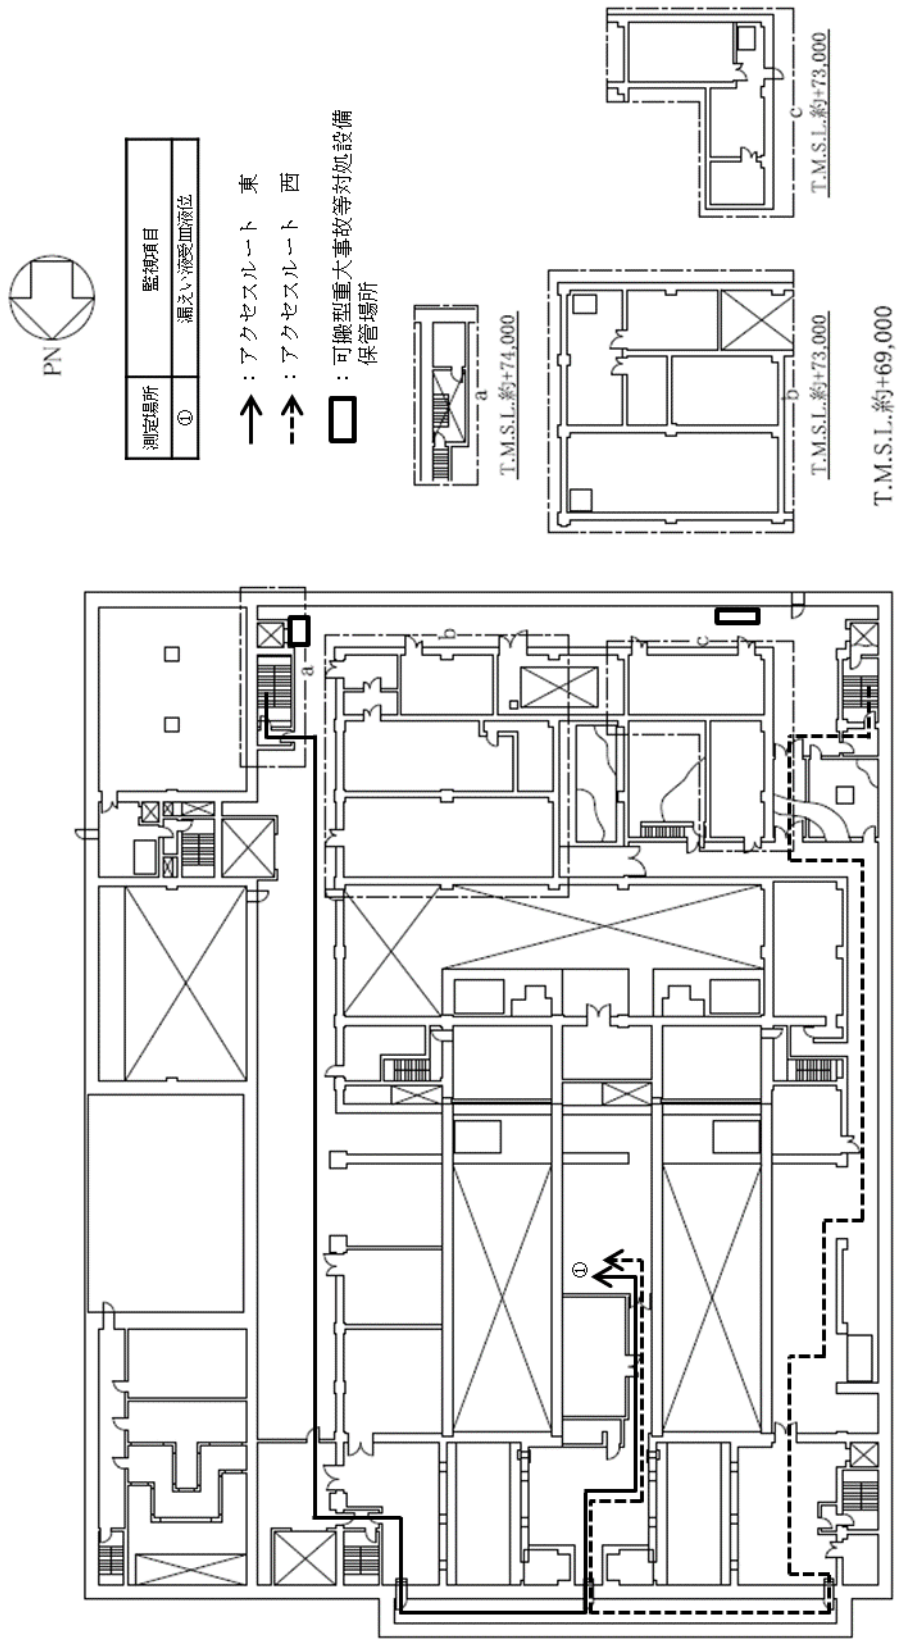 PN
測定場所 監視項目
① 漏えい液受皿液位
：アクセスルート 東
：アクセスルート 西
：可搬型重大事故等対処設備
保管場所
a
T.M.S.L.約+74,000
b
T.M.S.L.約+73,000
c
T.M.S.L.約+73,000
a
b
c
①
T.M.S.L.約+69,000